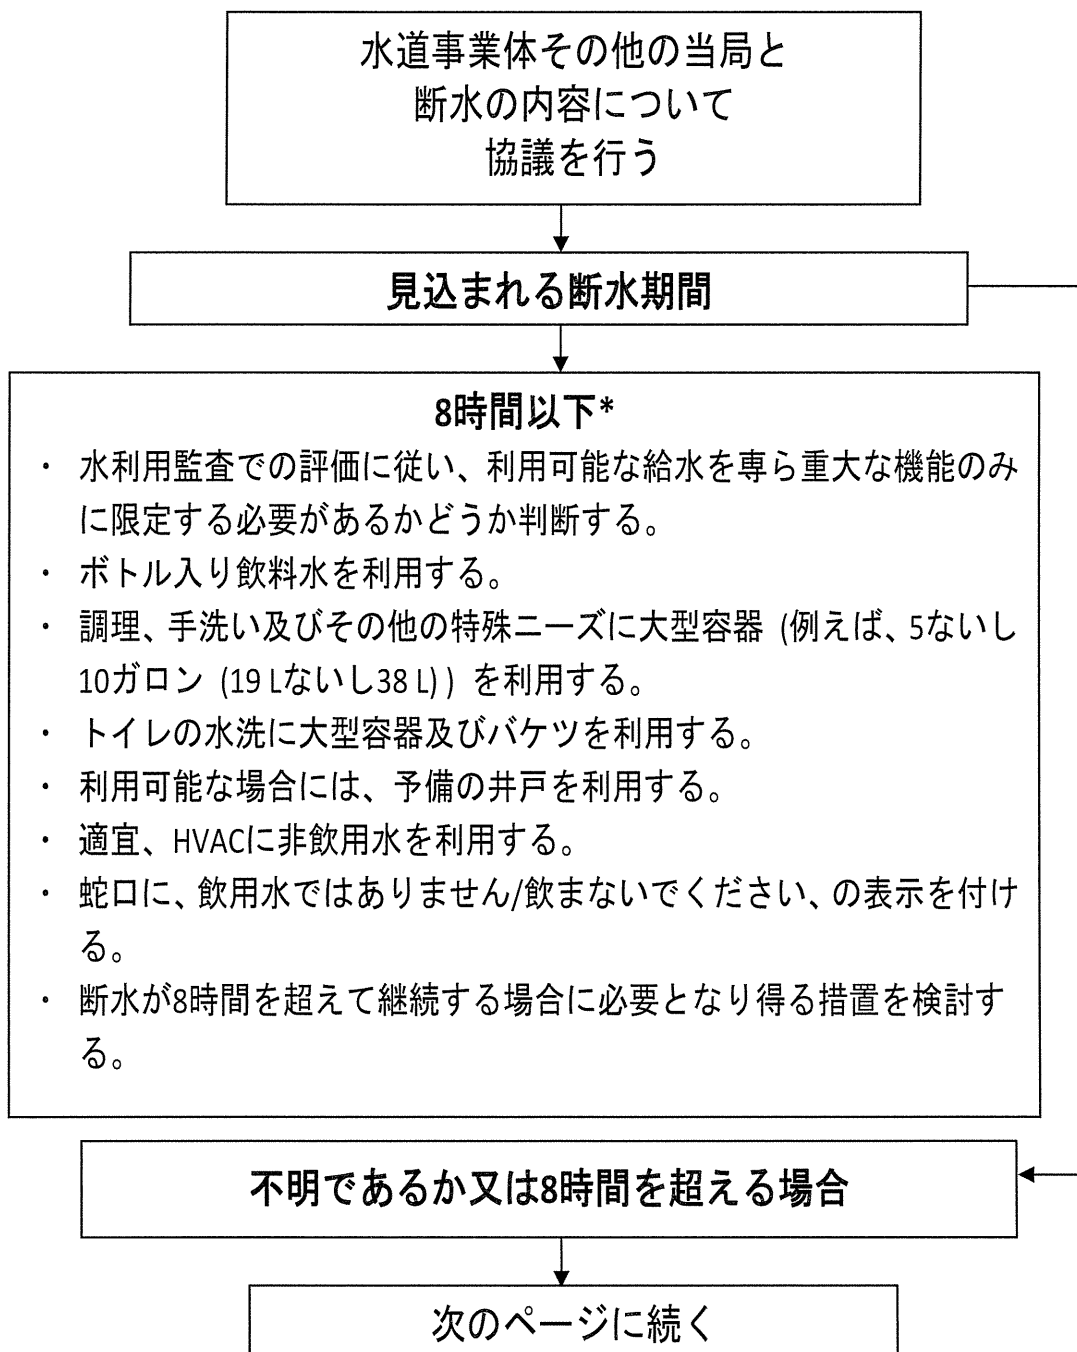 水道事業体その他の当局と
断水の内容について
協議を行う
見込まれる断水期間
8時間以下*
・ 水利用監査での評価に従い、利用可能な給水を専ら重大な機能のみ
に限定する必要があるかどうか判断する。
・ ボトル入り飲料水を利用する。
・ 調理、手洗い及びその他の特殊ニーズに大型容器 (例えば、5ないし
10ガロン (19 Lないし38 L) ) を利用する。
・ トイレの水洗に大型容器及びバケツを利用する。
・ 利用可能な場合には、予備の井戸を利用する。
・ 適宜、HVACに非飲用水を利用する。
・ 蛇口に、飲用水ではありません/飲まないでください、の表示を付け
る。
・ 断水が8時間を超えて継続する場合に必要となり得る措置を検討す
る。
不明であるか又は8時間を超える場合
次のページに続く